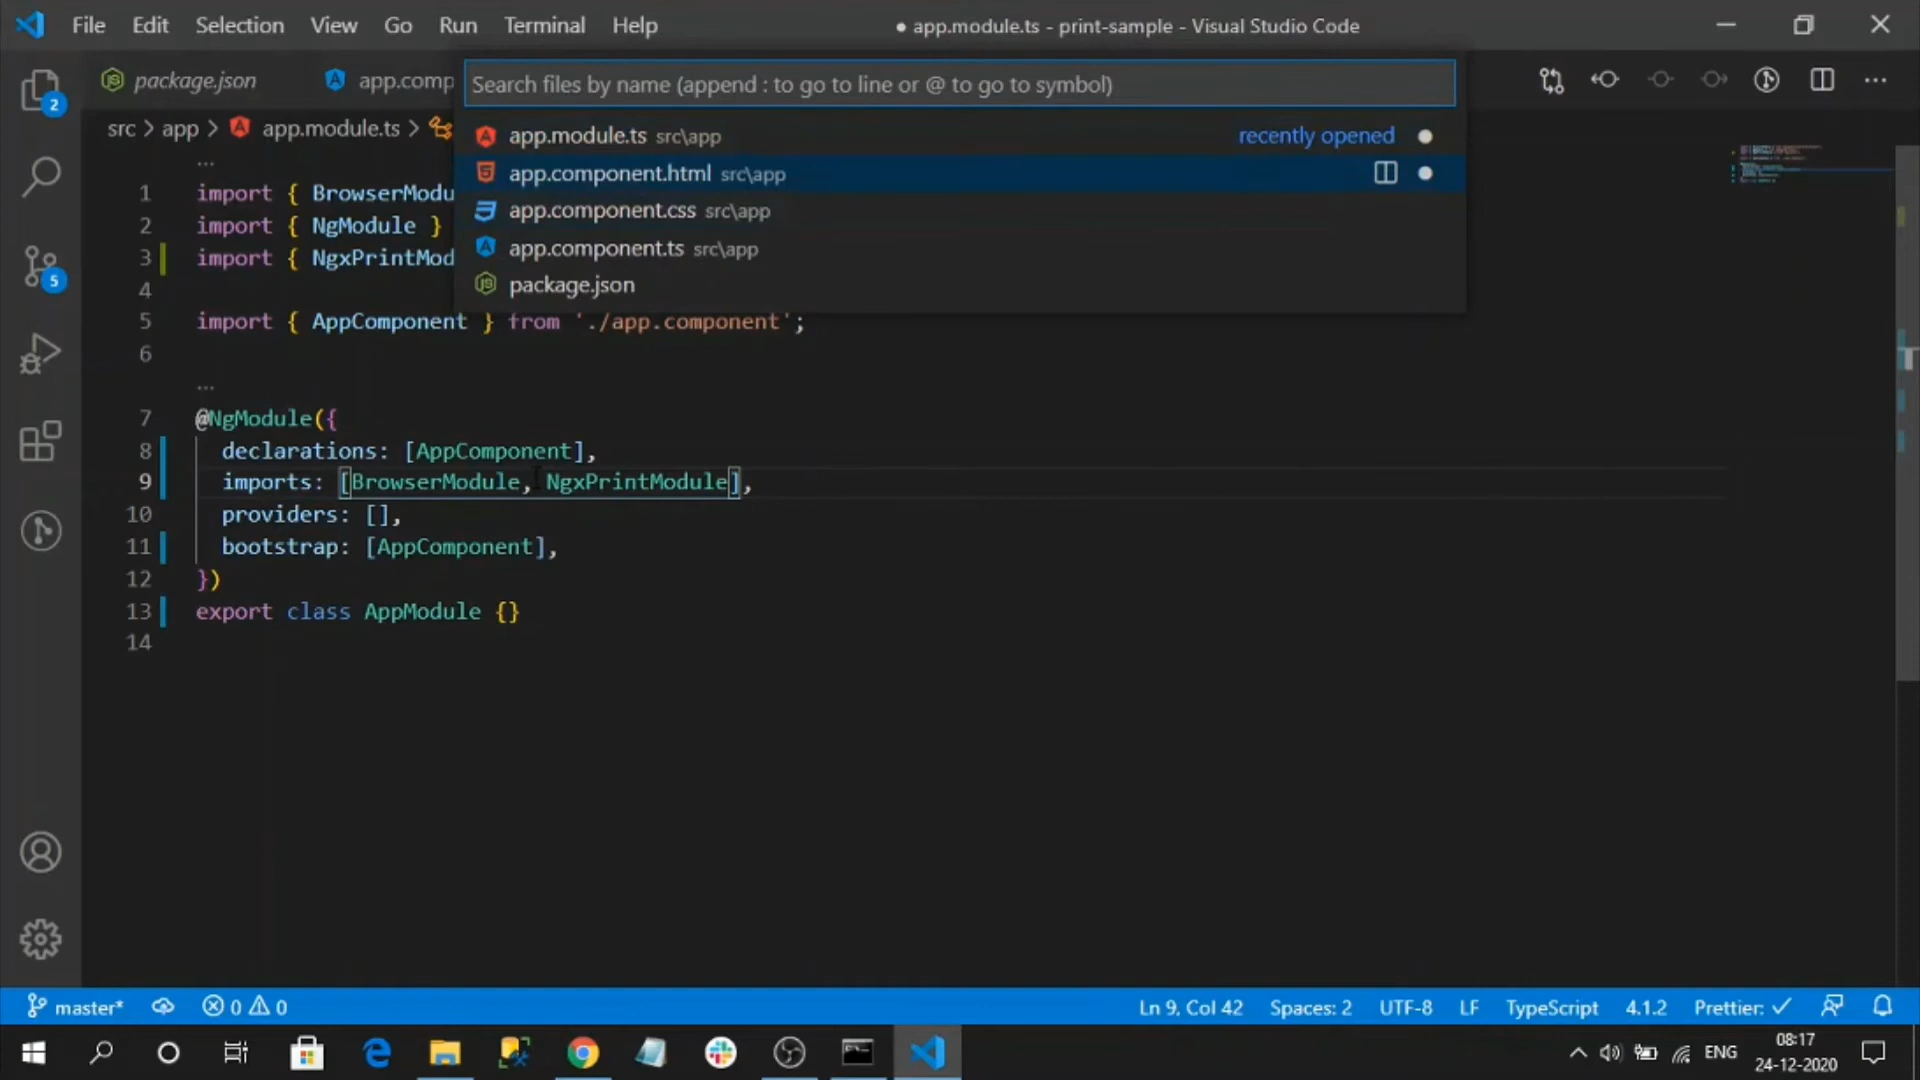 File Edit Selection View Go Run Terminal Help
● app.module.ts - print-sample - Visual Studio Code
package.json
app.comp
Search files by name (append : to go to line or @ to go to symbol)
src > app > app.module.ts >
app.module.ts src\app recently opened
app.component.html src\app
app.component.css src\app
app.component.ts src\app
package.json
2
5
...
1 import { BrowserModu
2 import { NgModule }
3 import { NgxPrintMod
4
5 import { AppComponent } from './app.component';
6
...
7 @NgModule({
8 declarations: [AppComponent],
9 imports: [BrowserModule, NgxPrintModule],
10 providers: [],
11 bootstrap: [AppComponent],
12 })
13 export class AppModule {}
14
master* 0 0 Ln 9, Col 42 Spaces: 2 UTF-8 LF TypeScript 4.1.2 Prettier: ✓
ENG
08:17
24-12-2020